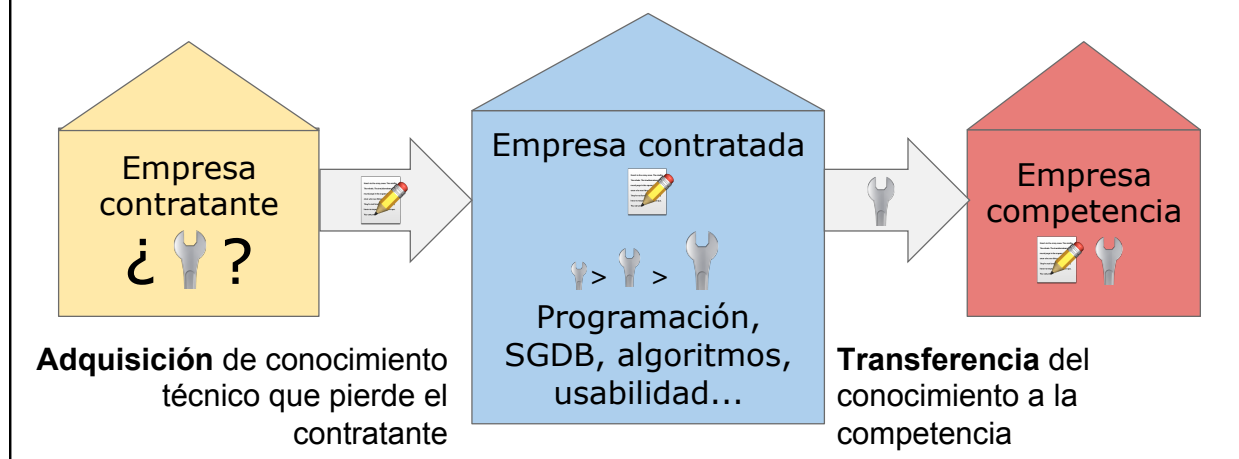 Empresa
contratante
¿ ?
Adquisición de conocimiento
técnico que pierde el
contratante
Empresa contratada
> >
Programación,
SGDB, algoritmos,
usabilidad...
Transferencia del
conocimiento a la
competencia
Empresa
competencia